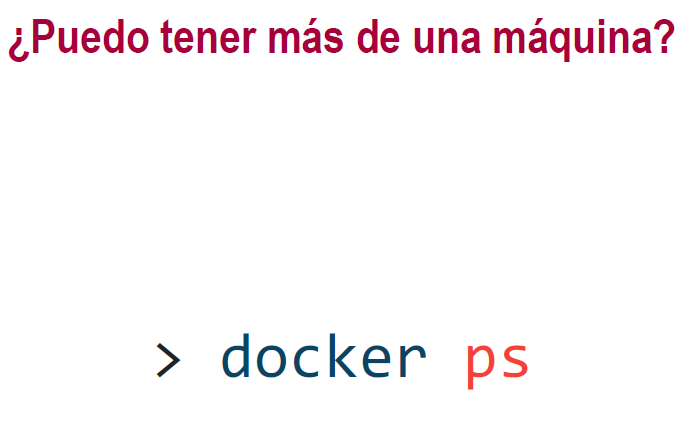 ¿Puedo tener más de una máquina?
> docker ps